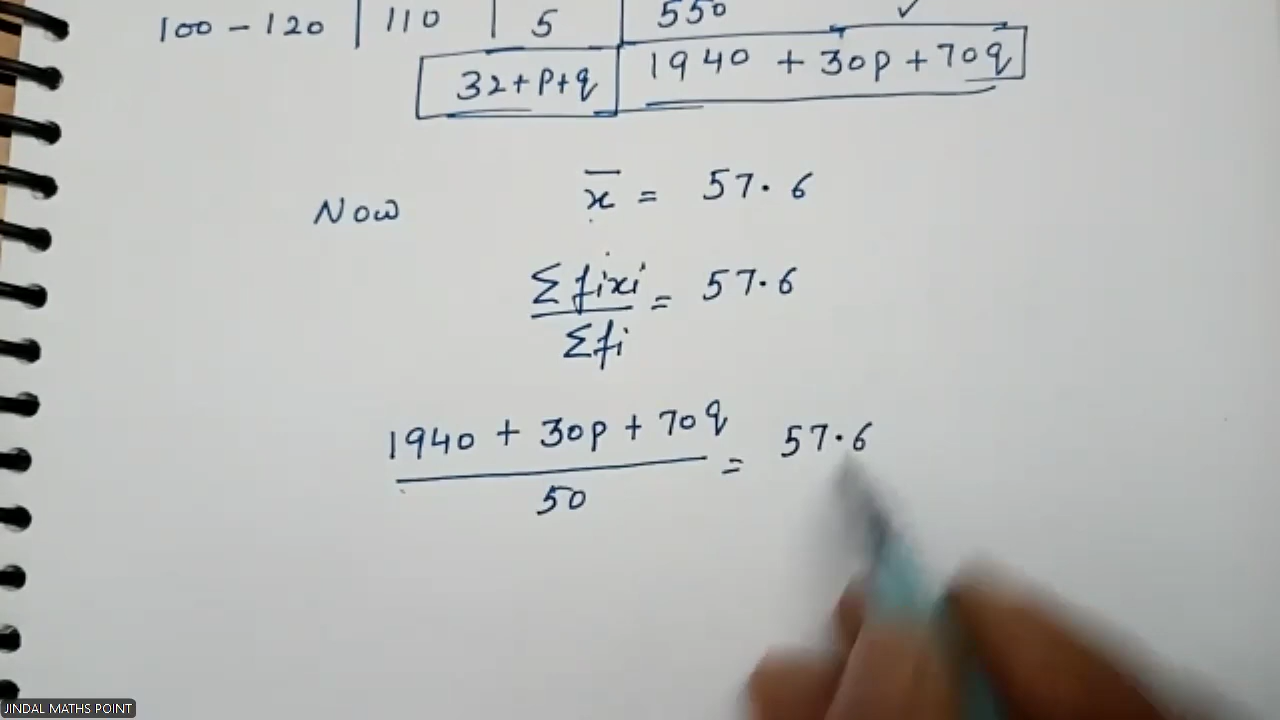 100 - 120 | 110 | 5 | 550 ✓
32+p+q | 1940 + 30p + 70q
Now x̄ = 57.6
Σfixi / Σfi = 57.6
1940 + 30p + 70q / 50 = 57.6
JINDAL MATHS POINT